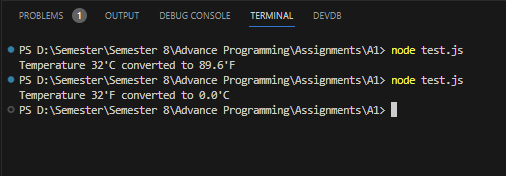 PROBLEMS 1 OUTPUT DEBUG CONSOLE TERMINAL DEVDB
PS D:\Semester\Semester 8\Advance Programming\Assignments\A1> node test.js
Temperature 32'C converted to 89.6'F
PS D:\Semester\Semester 8\Advance Programming\Assignments\A1> node test.js
Temperature 32'F converted to 0.0'C
PS D:\Semester\Semester 8\Advance Programming\Assignments\A1>